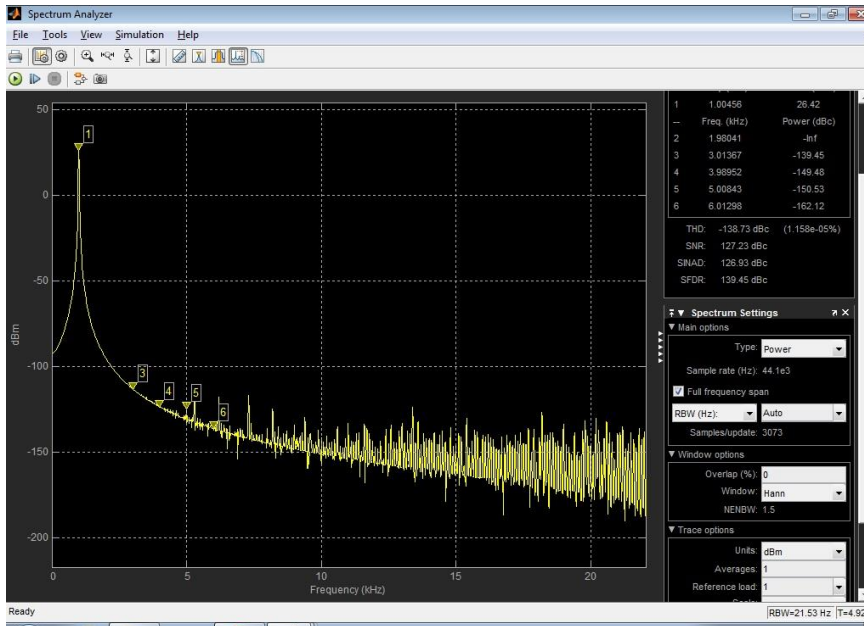 Spectrum Analyzer
File Tools View Simulation Help
50
0
-50
-100
-150
-200
dBm
1
3
4
5
6
0 5 10 15 20
Frequency (kHz)
1 1.00456 26.42
-- Freq. (kHz) Power (dBc)
2 1.98041 -Inf
3 3.01367 -139.45
4 3.98952 -149.48
5 5.00843 -150.53
6 6.01298 -162.12
THD: -138.73 dBc (1.158e-05%)
SNR: 127.23 dBc
SINAD: 126.93 dBc
SFDR: 139.45 dBc
Spectrum Settings
Main options
Type: Power
Sample rate (Hz): 44.1e3
Full frequency span
RBW (Hz): Auto
Samples/update: 3073
Window options
Overlap (%): 0
Window: Hann
NENBW: 1.5
Trace options
Units: dBm
Averages: 1
Reference load: 1
Ready
RBW=21.53 Hz T=4.92